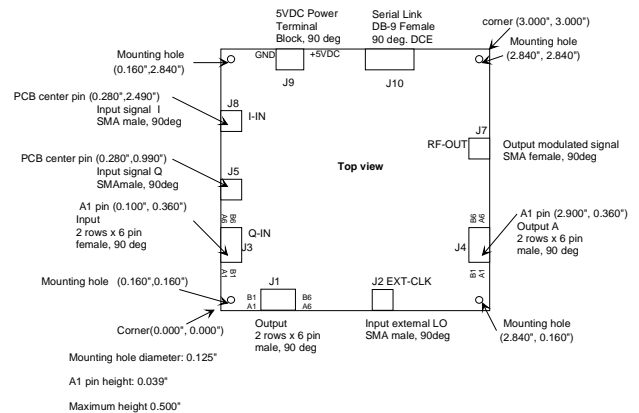 5VDC Power
Terminal
Block, 90 deg
Serial Link
DB-9 Female
90 deg. DCE
corner (3.000", 3.000")
Mounting hole
(0.160",2.840")
GND
+5VDC
Mounting hole
(2.840", 2.840")
J9
J10
PCB center pin (0.280",2.490")
Input signal I
SMA male, 90deg
J8
I-IN
J7
RF-OUT
Output modulated signal
SMA female, 90deg
PCB center pin (0.280",0.990")
Input signal Q
SMAmale, 90deg
J5
Top view
A1 pin (0.100", 0.360")
Input
2 rows x 6 pin
female, 90 deg
A6
B6
Q-IN
J3
A1
B1
B6
A6
J4
B1
A1
A1 pin (2.900", 0.360")
Output A
2 rows x 6 pin
male, 90 deg
Mounting hole (0.160",0.160")
J1
B1
A1
B6
A6
J2 EXT-CLK
Corner(0.000", 0.000")
Output
2 rows x 6 pin
male, 90 deg
Input external LO
SMA male, 90deg
Mounting hole
(2.840", 0.160")
Mounting hole diameter: 0.125"
A1 pin height: 0.039"
Maximum height 0.500"